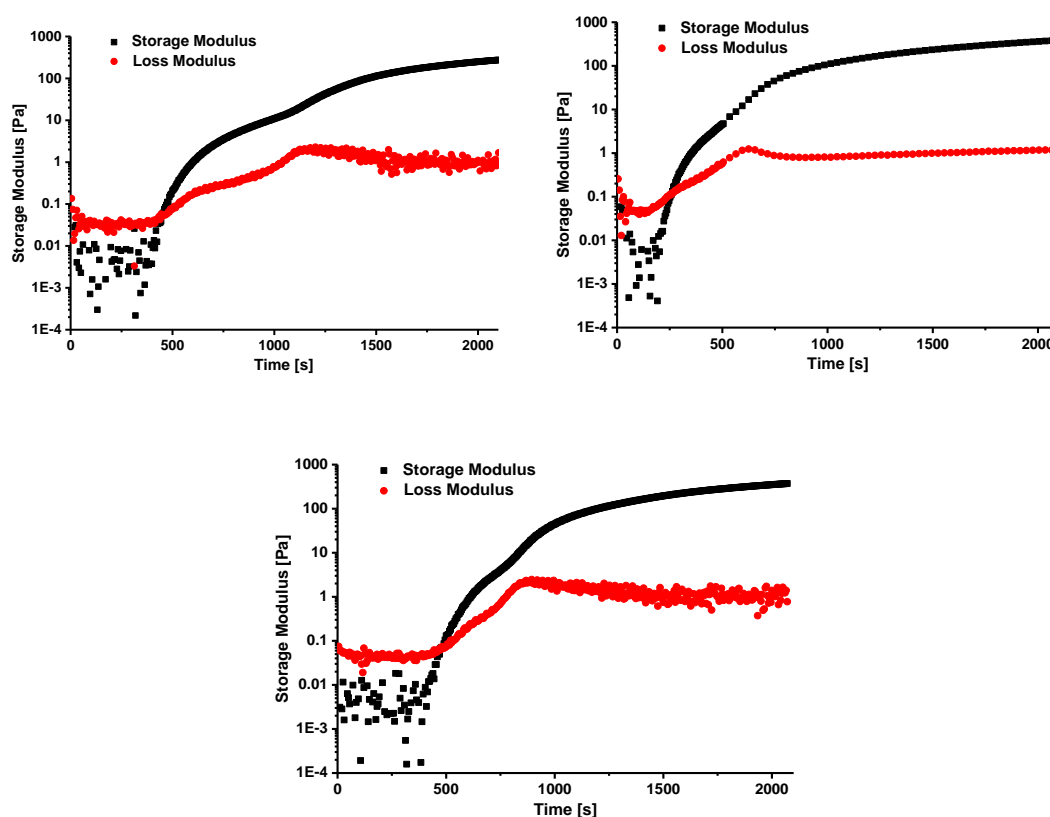 Storage Modulus
Loss Modulus
Storage Modulus [Pa]
1000
100
10
1
0.1
0.01
1E-3
1E-4
0 500 1000 1500 2000
Time [s]
Storage Modulus
Loss Modulus
Storage Modulus [Pa]
1000
100
10
1
0.1
0.01
1E-3
1E-4
0 500 1000 1500 2000
Time [s]
Storage Modulus
Loss Modulus
Storage Modulus [Pa]
1000
100
10
1
0.1
0.01
1E-3
1E-4
0 500 1000 1500 2000
Time [s]